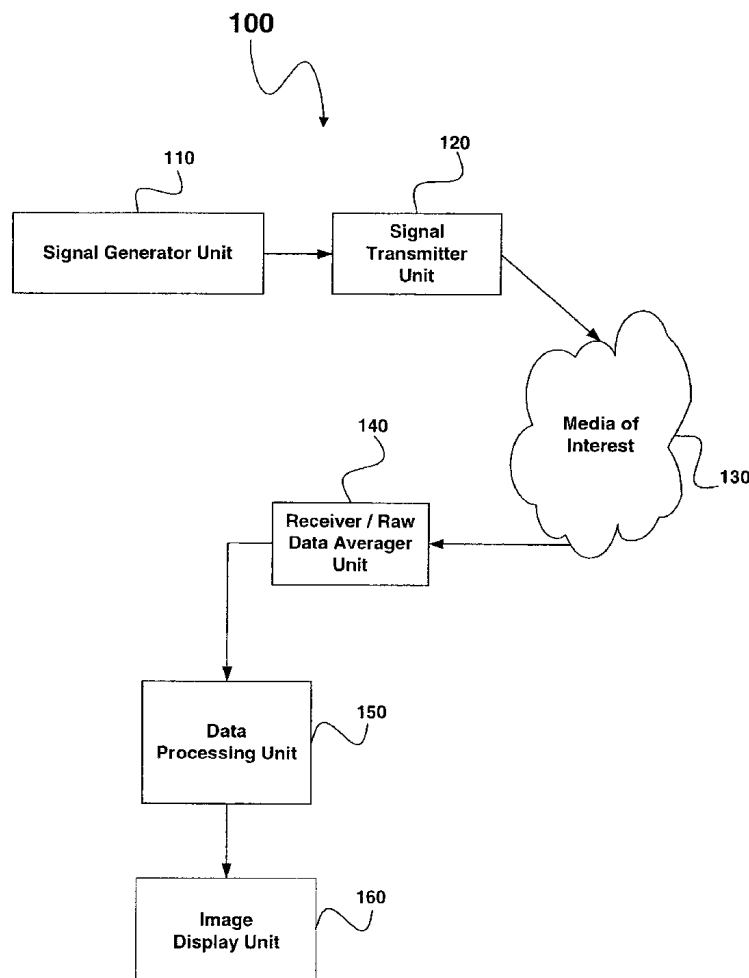 100
110
120
Signal Generator Unit
Signal
Transmitter
Unit
Media of
Interest
130
140
Receiver / Raw
Data Averager
Unit
150
Data
Processing Unit
160
Image
Display Unit